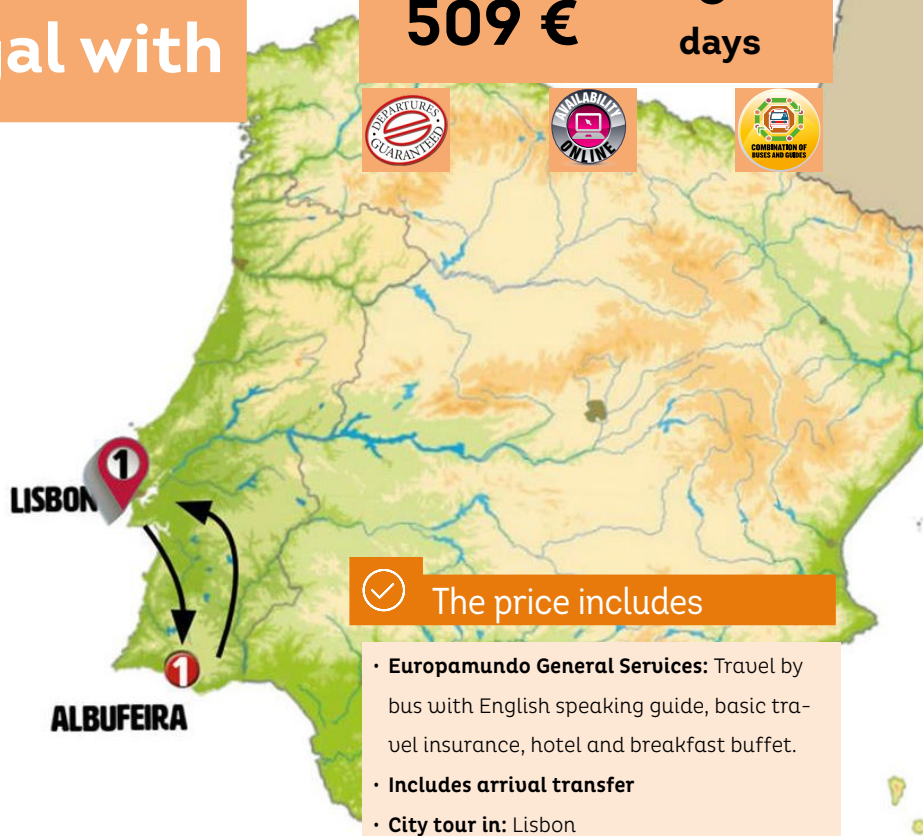 al with
509 €
days
DEPARTURES
GUARANTEED
AVAILABILITY
ONLINE
COMBINATION OF
BUSES AND GUIDES
1
LISBON
1
ALBUFEIRA
The price includes
· Europamundo General Services: Travel by
bus with English speaking guide, basic tra-
vel insurance, hotel and breakfast buffet.
· Includes arrival transfer
· City tour in: Lisbon